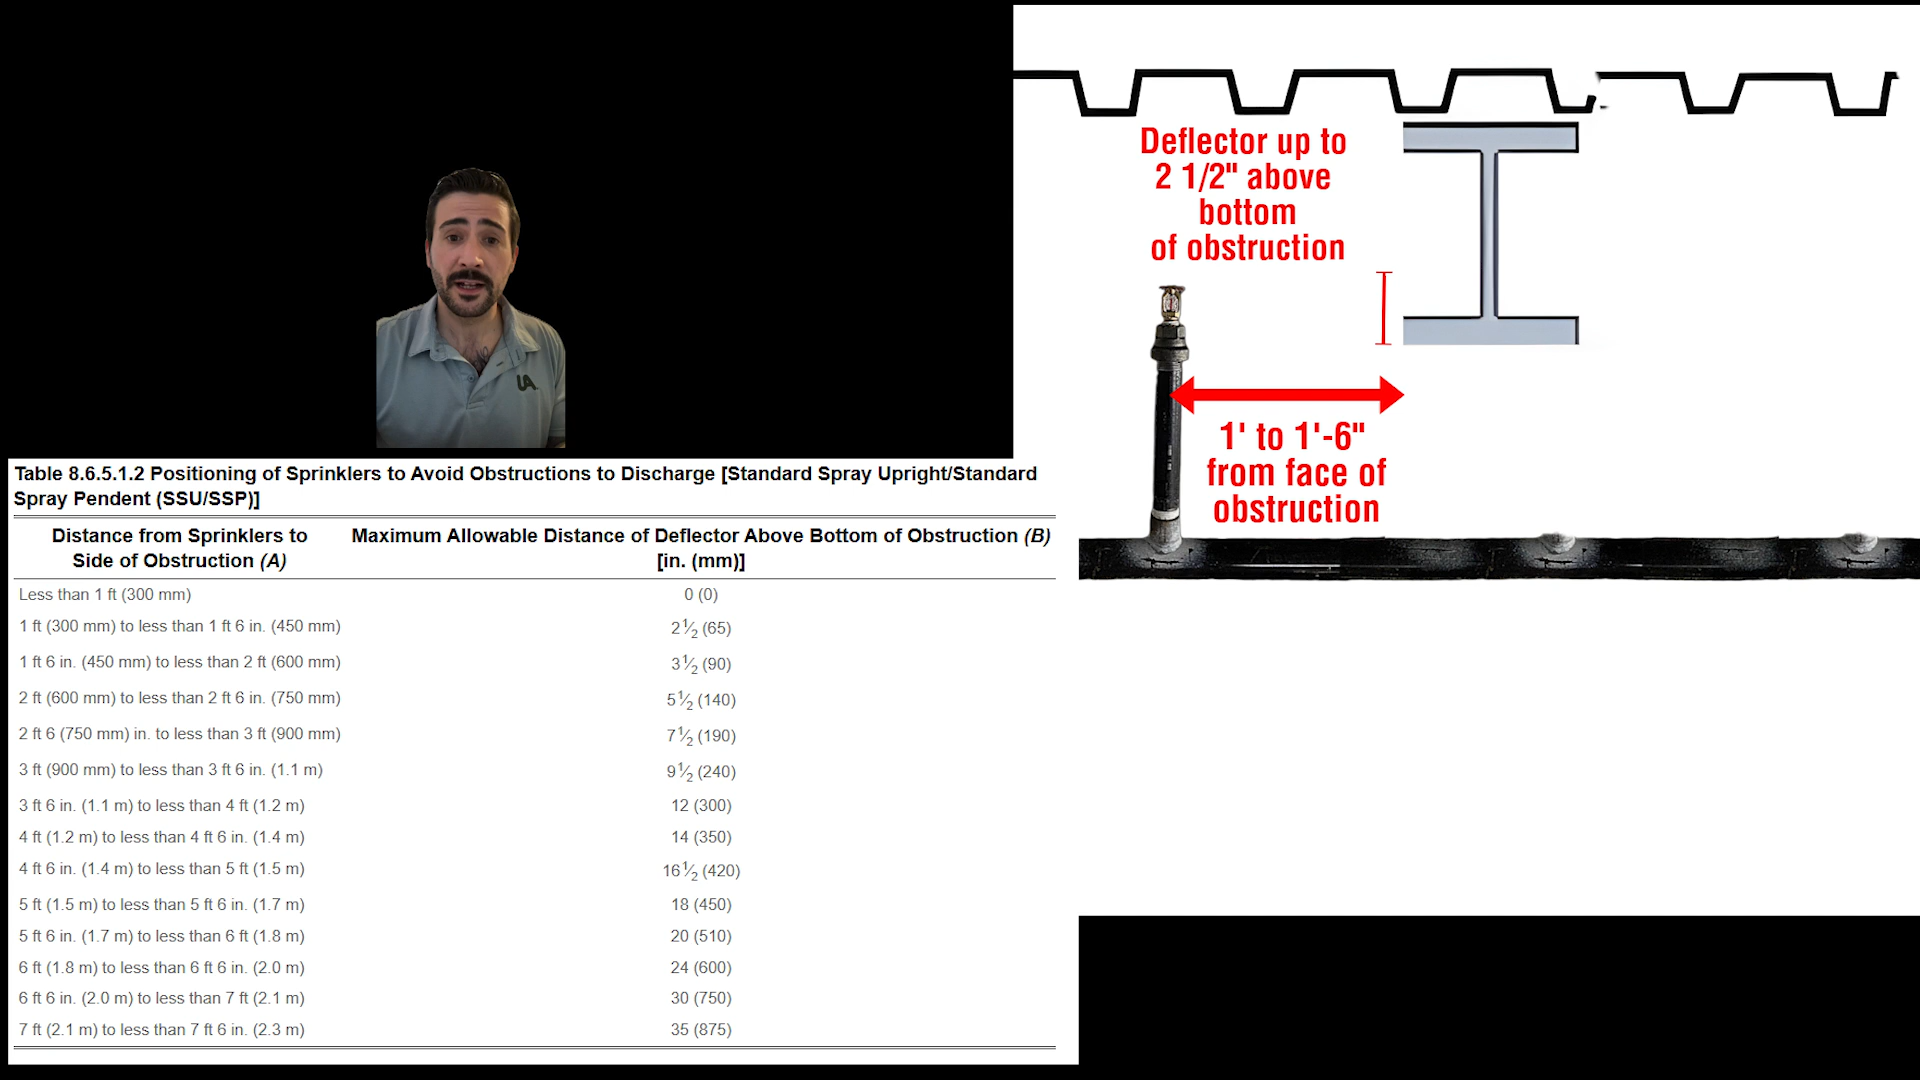 Deflector up to
2 1/2" above
bottom
of obstruction
1' to 1'-6"
from face of
obstruction
UA
Table 8.6.5.1.2 Positioning of Sprinklers to Avoid Obstructions to Discharge [Standard Spray Upright/Standard
Spray Pendent (SSU/SSP)]
Distance from Sprinklers to
Side of Obstruction (A)
Maximum Allowable Distance of Deflector Above Bottom of Obstruction (B)
[in. (mm)]
Less than 1 ft (300 mm) 0 (0)
1 ft (300 mm) to less than 1 ft 6 in. (450 mm) 2½ (65)
1 ft 6 in. (450 mm) to less than 2 ft (600 mm) 3½ (90)
2 ft (600 mm) to less than 2 ft 6 in. (750 mm) 5½ (140)
2 ft 6 (750 mm) in. to less than 3 ft (900 mm) 7½ (190)
3 ft (900 mm) to less than 3 ft 6 in. (1.1 m) 9½ (240)
3 ft 6 in. (1.1 m) to less than 4 ft (1.2 m) 12 (300)
4 ft (1.2 m) to less than 4 ft 6 in. (1.4 m) 14 (350)
4 ft 6 in. (1.4 m) to less than 5 ft (1.5 m) 16½ (420)
5 ft (1.5 m) to less than 5 ft 6 in. (1.7 m) 18 (450)
5 ft 6 in. (1.7 m) to less than 6 ft (1.8 m) 20 (510)
6 ft (1.8 m) to less than 6 ft 6 in. (2.0 m) 24 (600)
6 ft 6 in. (2.0 m) to less than 7 ft (2.1 m) 30 (750)
7 ft (2.1 m) to less than 7 ft 6 in. (2.3 m) 35 (875)